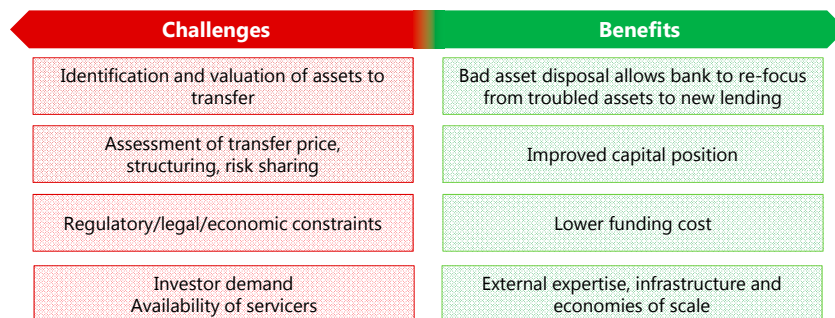 Challenges
Benefits
Identification and valuation of assets to
transfer
Bad asset disposal allows bank to re-focus
from troubled assets to new lending
Assessment of transfer price,
structuring, risk sharing
Improved capital position
Regulatory/legal/economic constraints
Lower funding cost
Investor demand
Availability of servicers
External expertise, infrastructure and
economies of scale